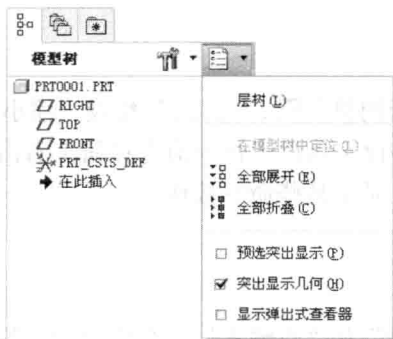 模型树
PRT0001.PRT
RIGHT
TOP
FRONT
PRT_CSYS_DEF
在此插入
层树(L)
在模型树中定位(L)
全部展开(E)
全部折叠(C)
预选突出显示(P)
突出显示几何(H)
显示弹出式查看器